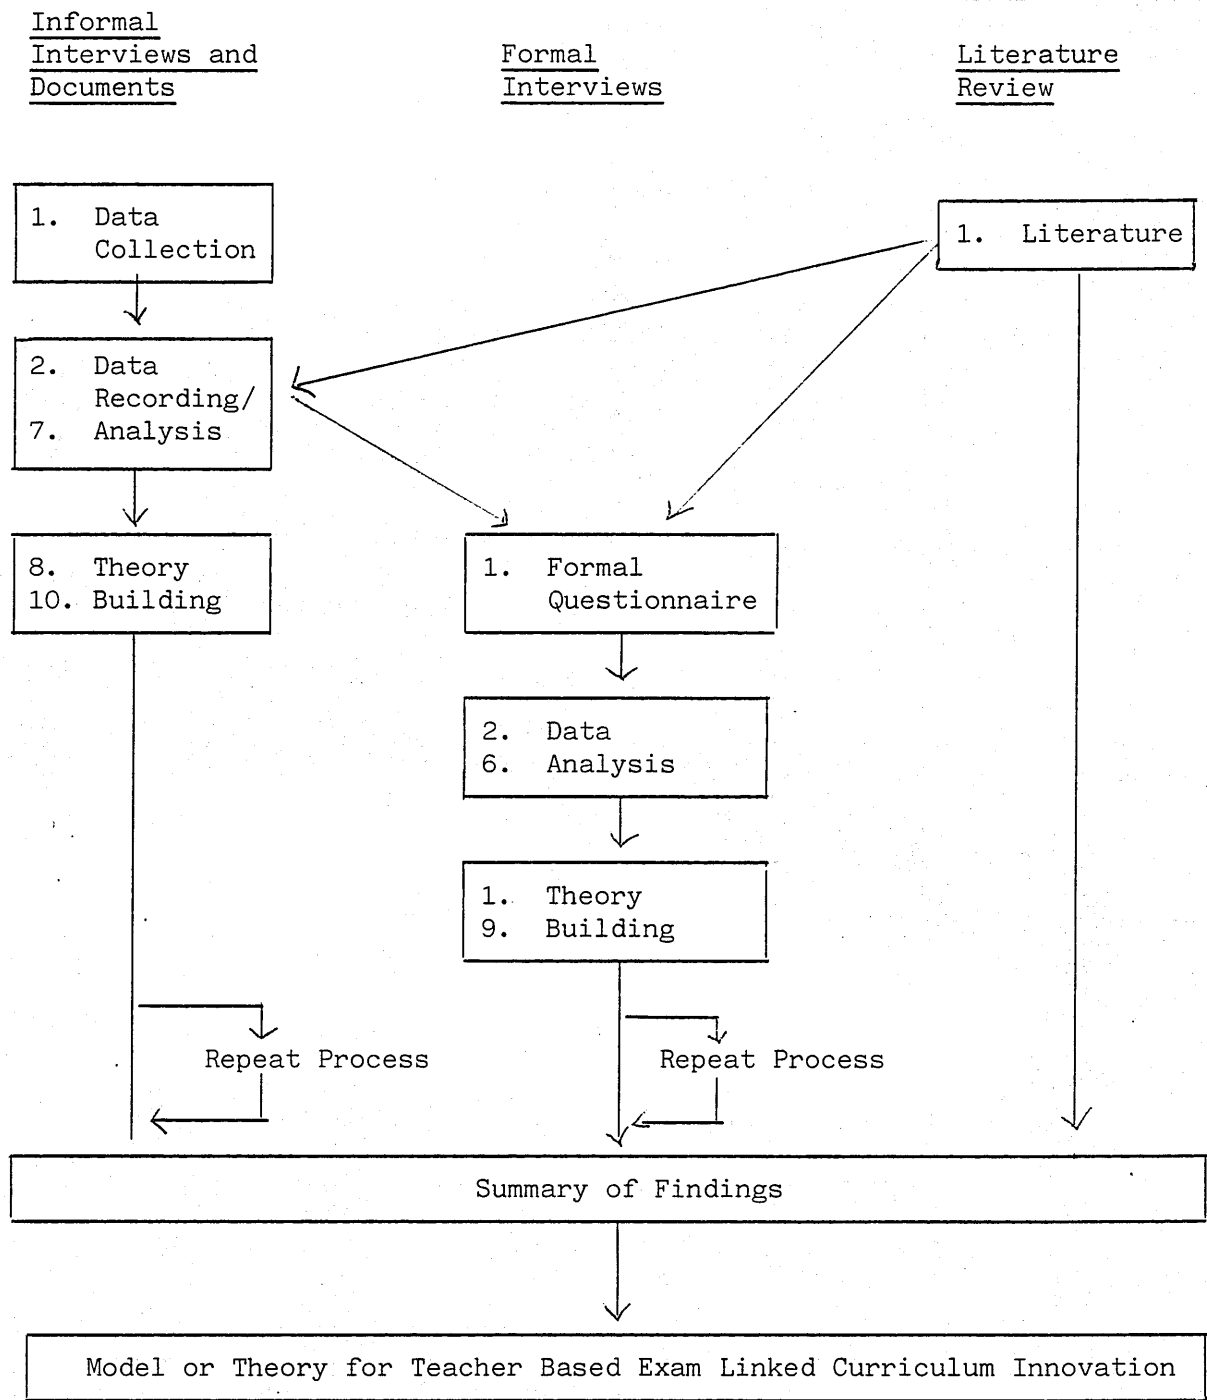 Informal
Interviews and
Documents
Formal
Interviews
Literature
Review
1. Data
Collection
1. Literature
2. Data
Recording/
7. Analysis
8. Theory
10. Building
1. Formal
Questionnaire
2. Data
6. Analysis
1. Theory
9. Building
Repeat Process
Repeat Process
Summary of Findings
Model or Theory for Teacher Based Exam Linked Curriculum Innovation